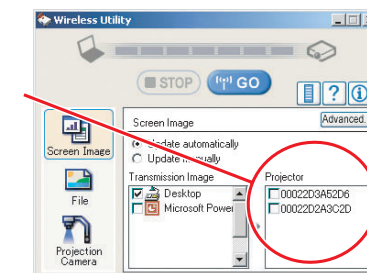 Wireless Utility
STOP
GO
?
i
Screen Image
Advanced.
Update automatically
Update manually
Screen Image
Transmission Image
Projector
Desktop
00022D3A52D6
Microsoft Power
00022D2A3C2D
File
Projection
Camera